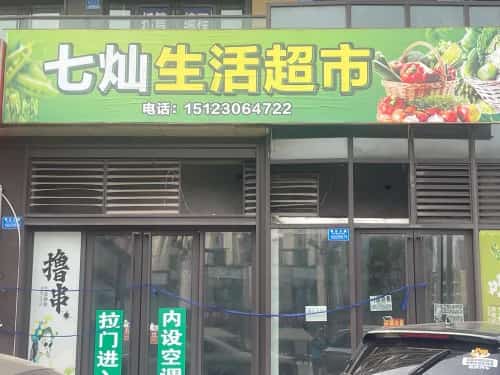 七灿生活超市
电话：15123064722
撸串
拉门进入
内设空调